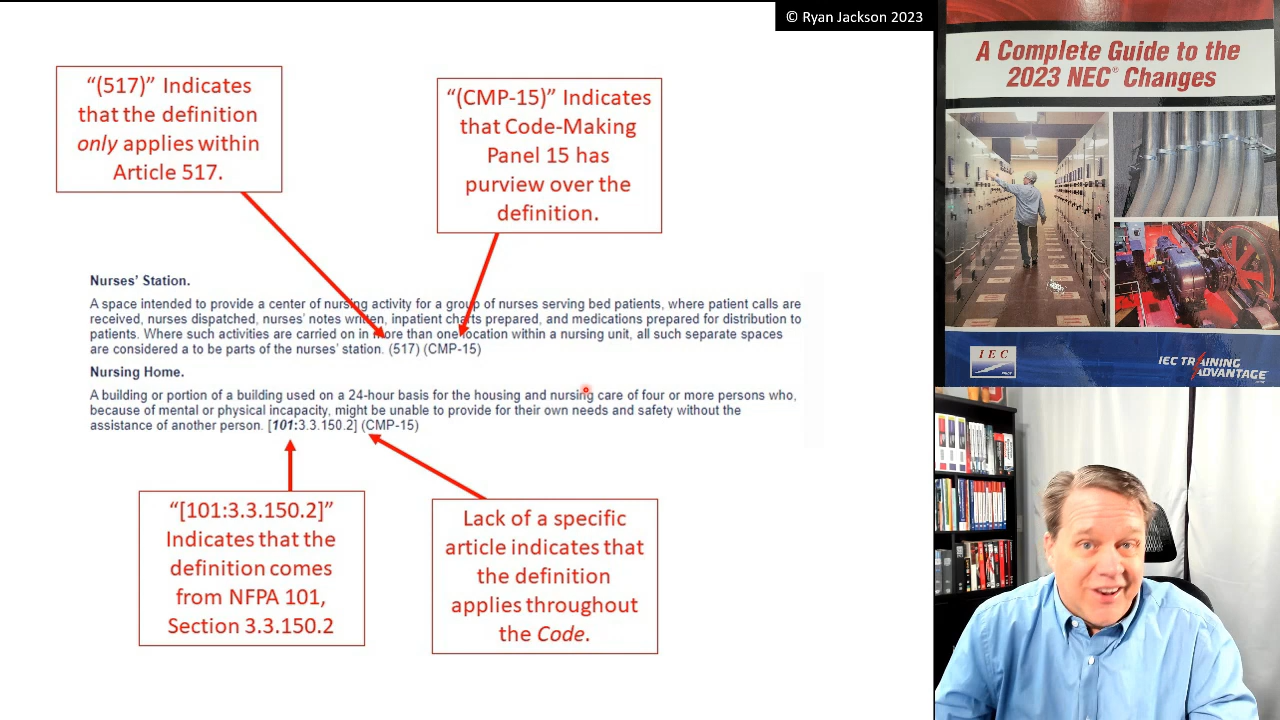 © Ryan Jackson 2023
“(517)” Indicates
that the definition
only applies within
Article 517.
“(CMP-15)” Indicates
that Code-Making
Panel 15 has
purview over the
definition.
Nurses’ Station.
A space intended to provide a center of nursing activity for a group of nurses serving bed patients, where patient calls are
received, nurses dispatched, nurses’ notes written, inpatient charts prepared, and medications prepared for distribution to
patients. Where such activities are carried on in more than one location within a nursing unit, all such separate spaces
are considered a to be parts of the nurses’ station. (517) (CMP-15)
Nursing Home.
A building or portion of a building used on a 24-hour basis for the housing and nursing care of four or more persons who,
because of mental or physical incapacity, might be unable to provide for their own needs and safety without the
assistance of another person. [101:3.3.150.2] (CMP-15)
“[101:3.3.150.2]”
Indicates that the
definition comes
from NFPA 101,
Section 3.3.150.2
Lack of a specific
article indicates that
the definition
applies throughout
the Code.
A Complete Guide to the
2023 NEC® Changes
IEC
IEC TRAINING
ADVANTAGE